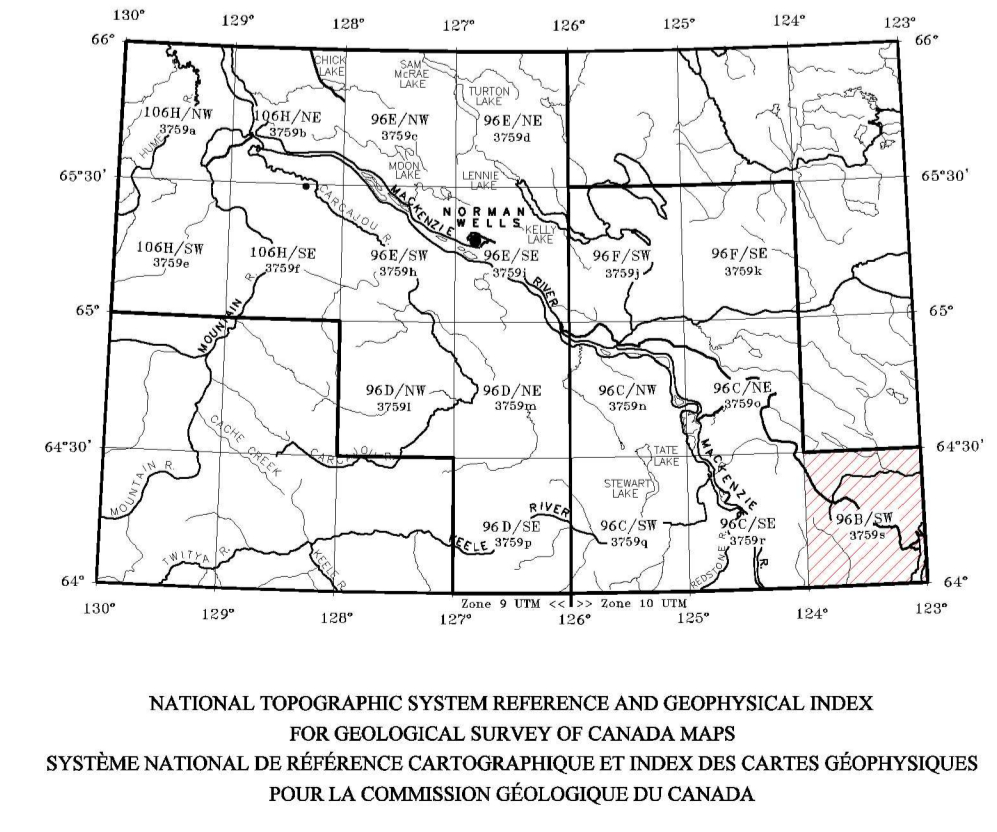 130° 129° 128° 127° 126° 125° 124° 123°
66° 66°
CHICK
LAKE
SAM
McRAE
LAKE
TURTON
LAKE
106H/NW
3759a
106H/NE
3759b
96E/NW
3759c
96E/NE
3759d
HUME R.
MOON
LAKE
LENNIE
LAKE
65°30' 65°30'
CARCAJOU R.
MACKENZIE
NORMAN
WELLS
KELLY
LAKE
106H/SW
3759e
106H/SE
3759f
96E/SW
3759h
96E/SE
3759i
96F/SW
3759j
96F/SE
3759k
RIVER
65° 65°
MOUNTAIN R.
96D/NW
3759l
96D/NE
3759m
96C/NW
3759n
96C/NE
3759o
CACHE CREEK
64°30' 64°30'
CARCAJOU R.
TATE
LAKE
MACKENZIE
MOUNTAIN R.
STEWART
LAKE
RIVER
96D/SE
3759p
96C/SW
3759q
96C/SE
3759r
96B/SW
3759s
KEELE
TWITYA R.
KEELE R.
REDSTONE R.
R.
64° 64°
Zone 9 UTM << >> Zone 10 UTM
130° 129° 128° 127° 126° 125° 124° 123°
NATIONAL TOPOGRAPHIC SYSTEM REFERENCE AND GEOPHYSICAL INDEX
FOR GEOLOGICAL SURVEY OF CANADA MAPS
SYSTÈME NATIONAL DE RÉFÉRENCE CARTOGRAPHIQUE ET INDEX DES CARTES GÉOPHYSIQUES
POUR LA COMMISSION GÉOLOGIQUE DU CANADA